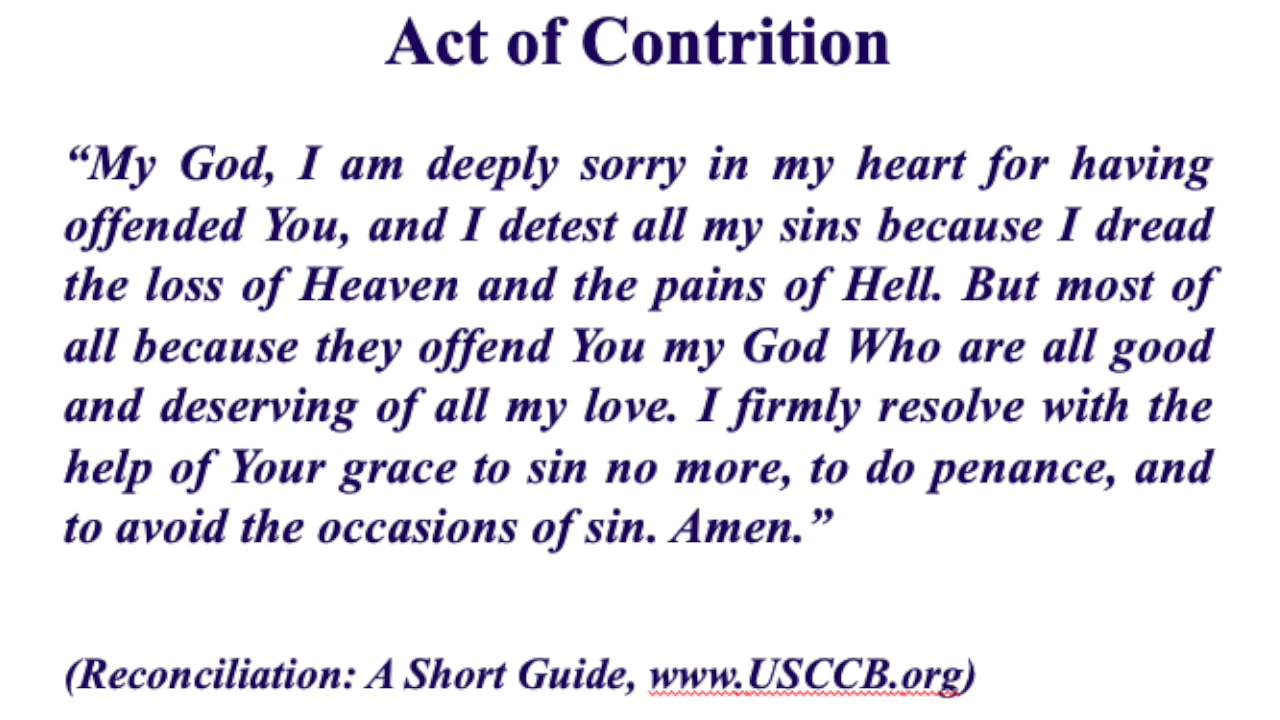 Act of Contrition
“My God, I am deeply sorry in my heart for having
offended You, and I detest all my sins because I dread
the loss of Heaven and the pains of Hell. But most of
all because they offend You my God Who are all good
and deserving of all my love. I firmly resolve with the
help of Your grace to sin no more, to do penance, and
to avoid the occasions of sin. Amen.”
(Reconciliation: A Short Guide, www.USCCB.org)